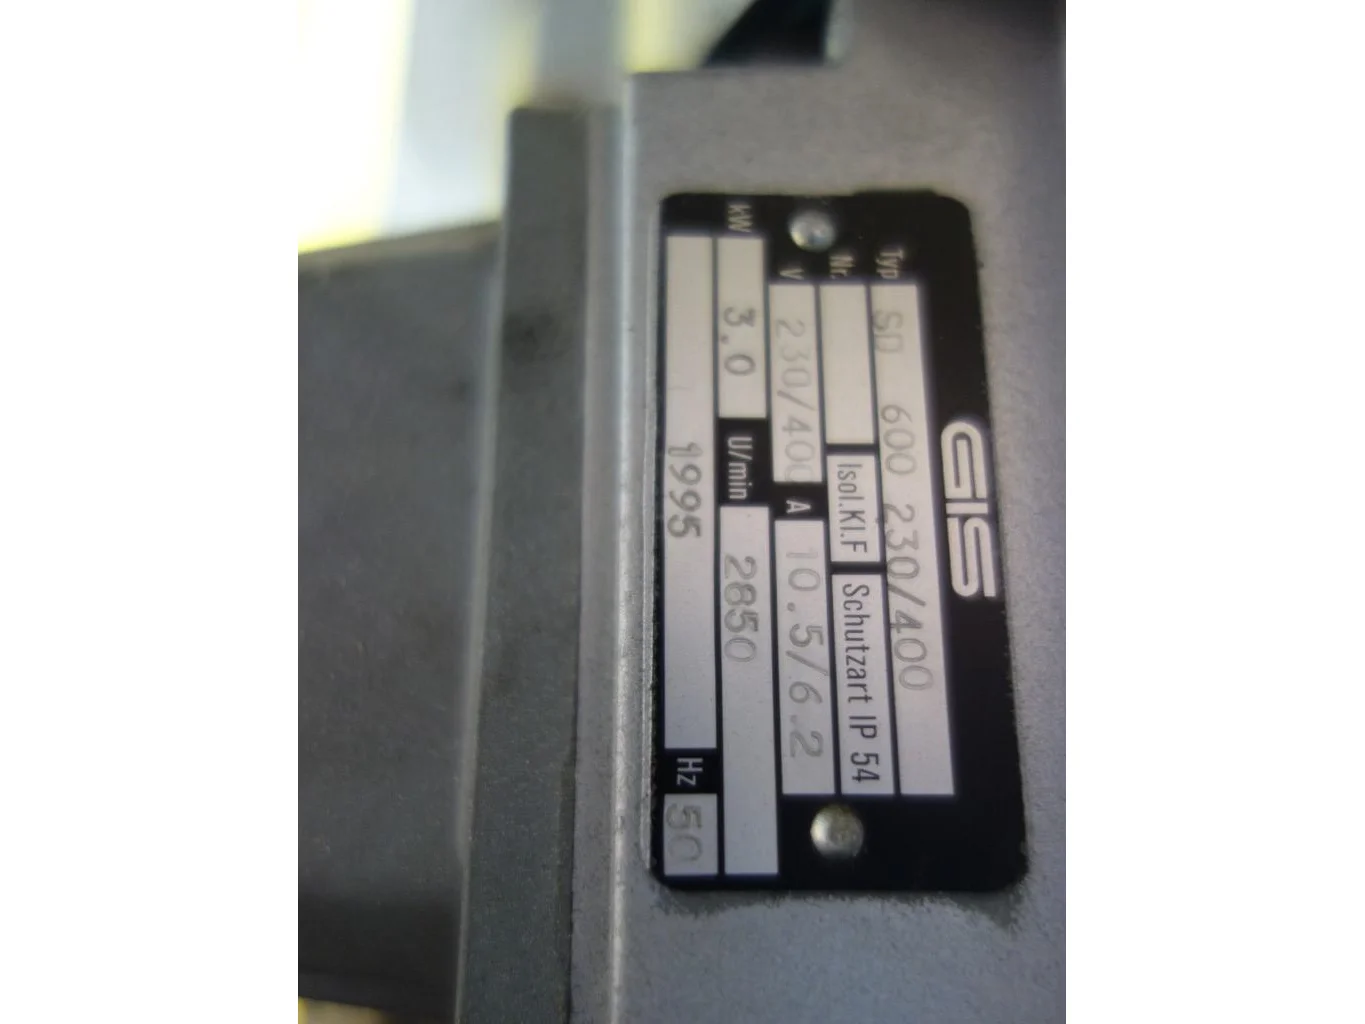 GIS
Typ SD 600 230/400
Nr. Isol.Kl.F Schutzart IP 54
V 230/400 A 10.5/6.2
kW 3.0 U/min 2850
1995 Hz 50